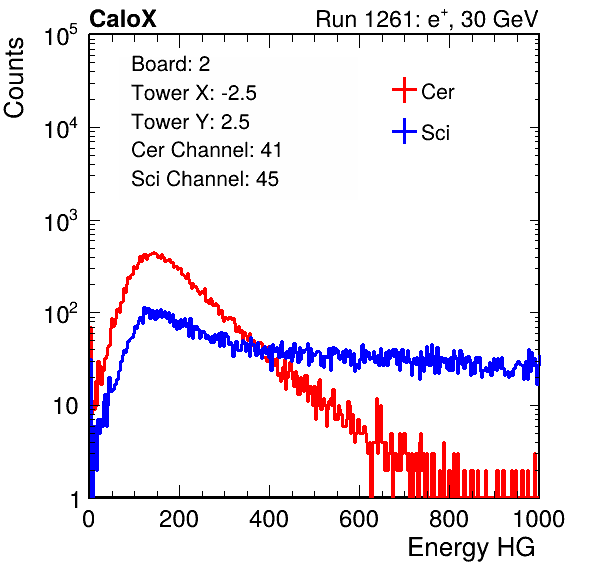 CaloX Run 1261: e⁺, 30 GeV
Counts
Board: 2
Tower X: -2.5
Tower Y: 2.5
Cer Channel: 41
Sci Channel: 45
Cer
Sci
10⁵
10⁴
10³
10²
10
1
0 200 400 600 800 1000
Energy HG